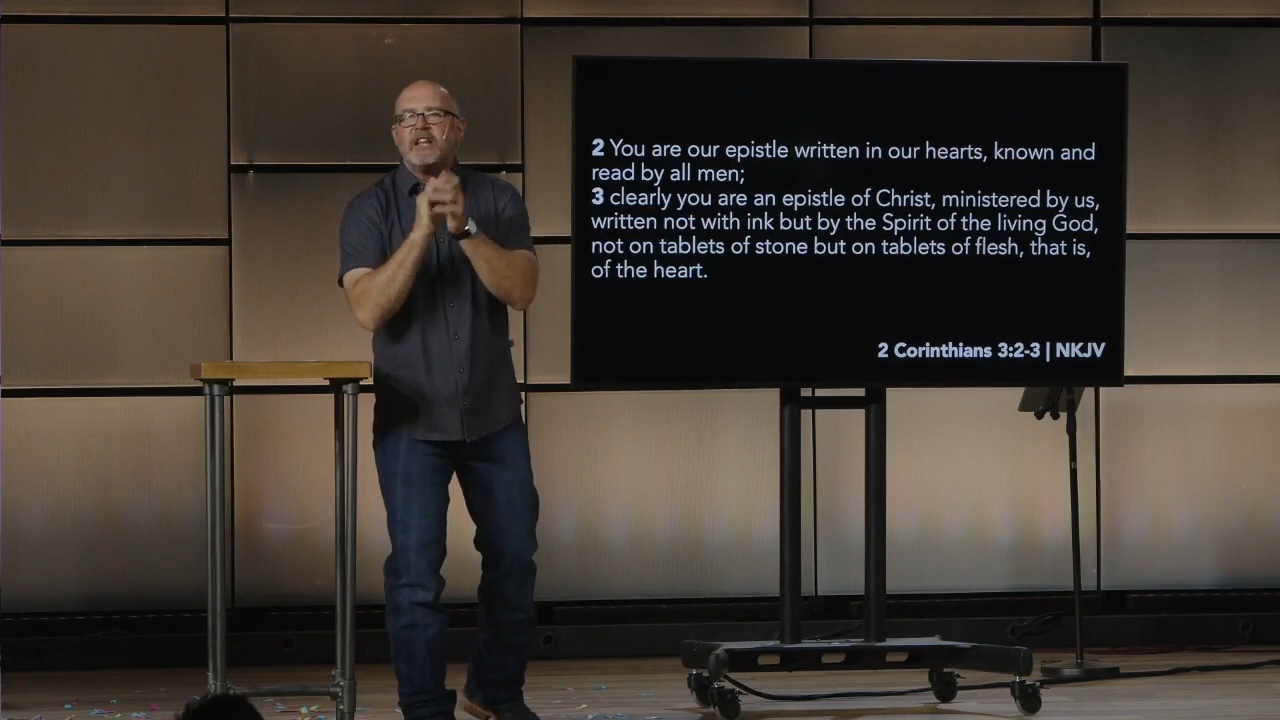 2 You are our epistle written in our hearts, known and
read by all men;
3 clearly you are an epistle of Christ, ministered by us,
written not with ink but by the Spirit of the living God,
not on tablets of stone but on tablets of flesh, that is,
of the heart.
2 Corinthians 3:2-3 | NKJV